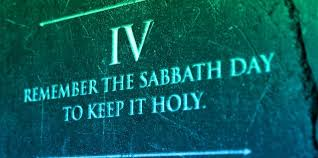 IV
REMEMBER THE SABBATH DAY
TO KEEP IT HOLY.